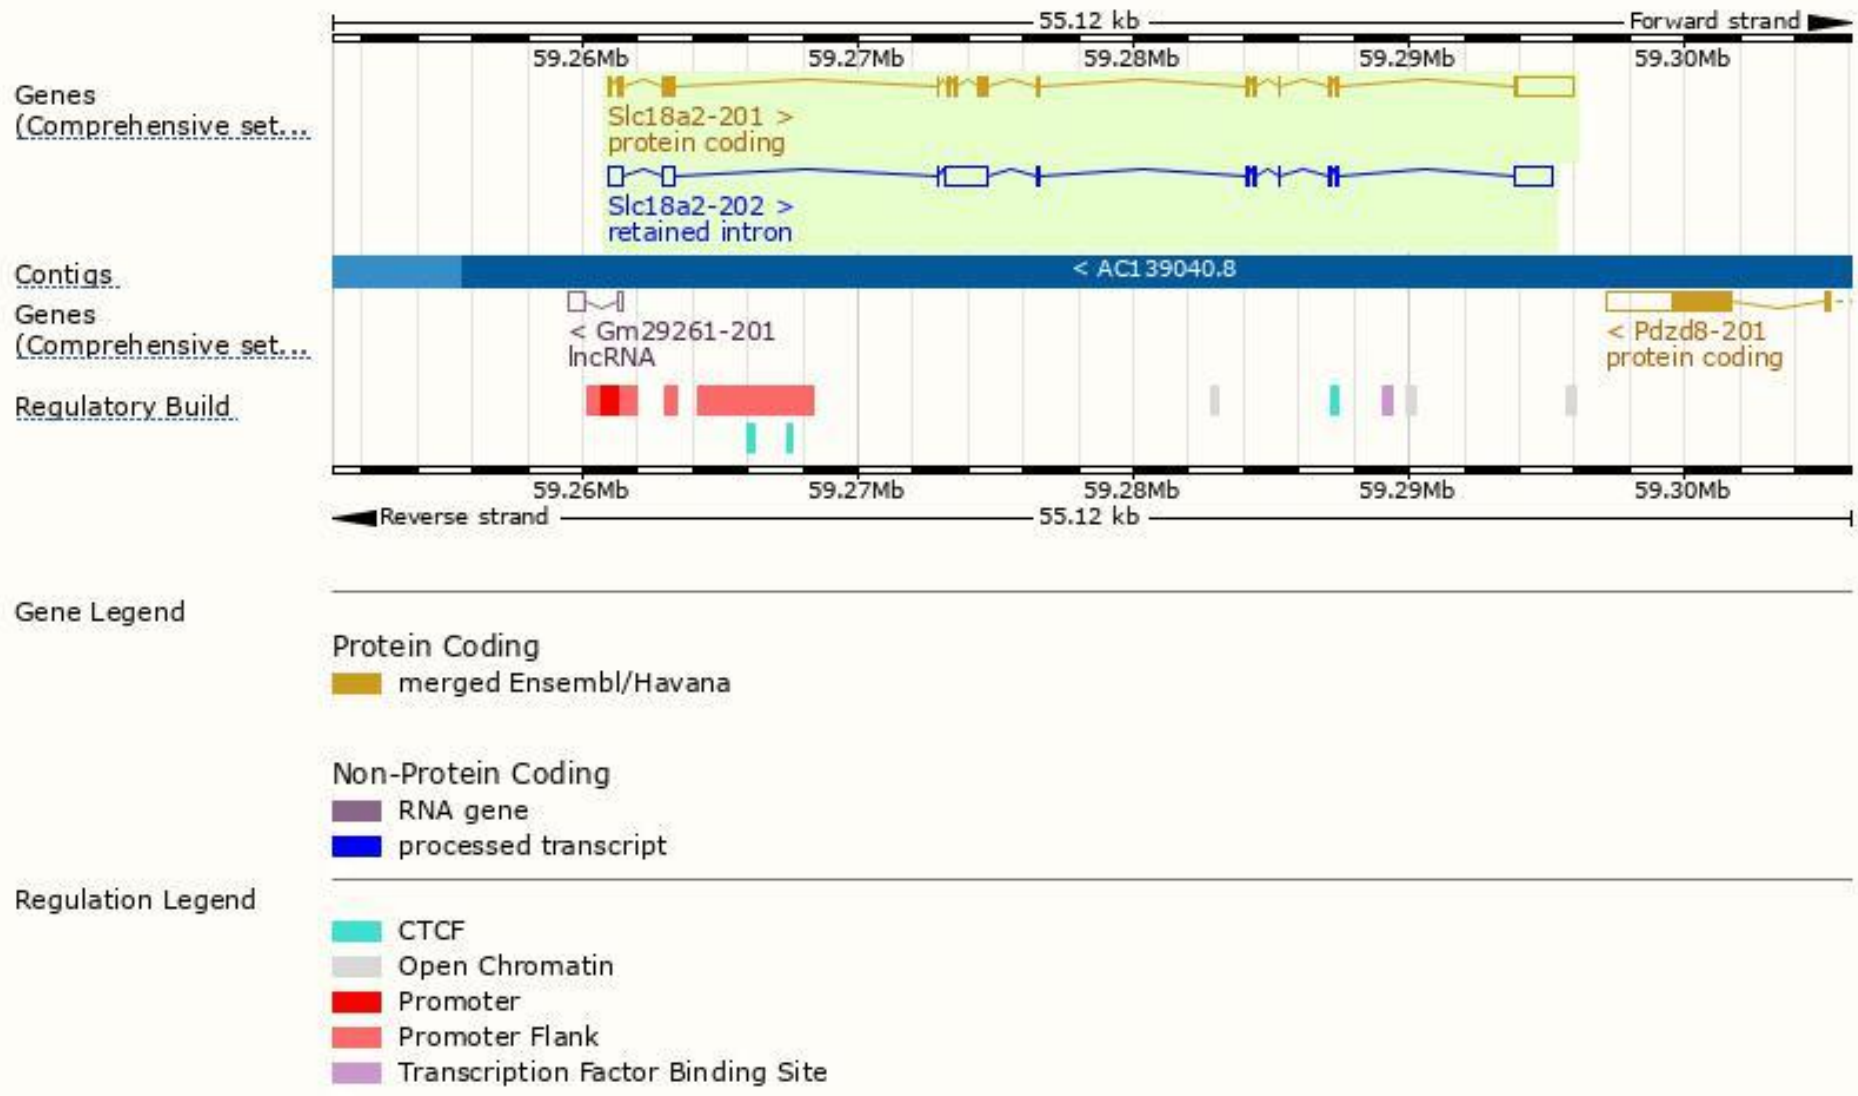 55.12 kb
Forward strand
59.26Mb 59.27Mb 59.28Mb 59.29Mb 59.30Mb
Genes
(Comprehensive set...
Slc18a2-201 >
protein coding
Slc18a2-202 >
retained intron
Contigs
< AC139040.8
Genes
(Comprehensive set...
< Gm29261-201
lncRNA
< Pdzd8-201
protein coding
Regulatory Build
59.26Mb 59.27Mb 59.28Mb 59.29Mb 59.30Mb
Reverse strand
55.12 kb
Gene Legend
Protein Coding
merged Ensembl/Havana
Non-Protein Coding
RNA gene
processed transcript
Regulation Legend
CTCF
Open Chromatin
Promoter
Promoter Flank
Transcription Factor Binding Site